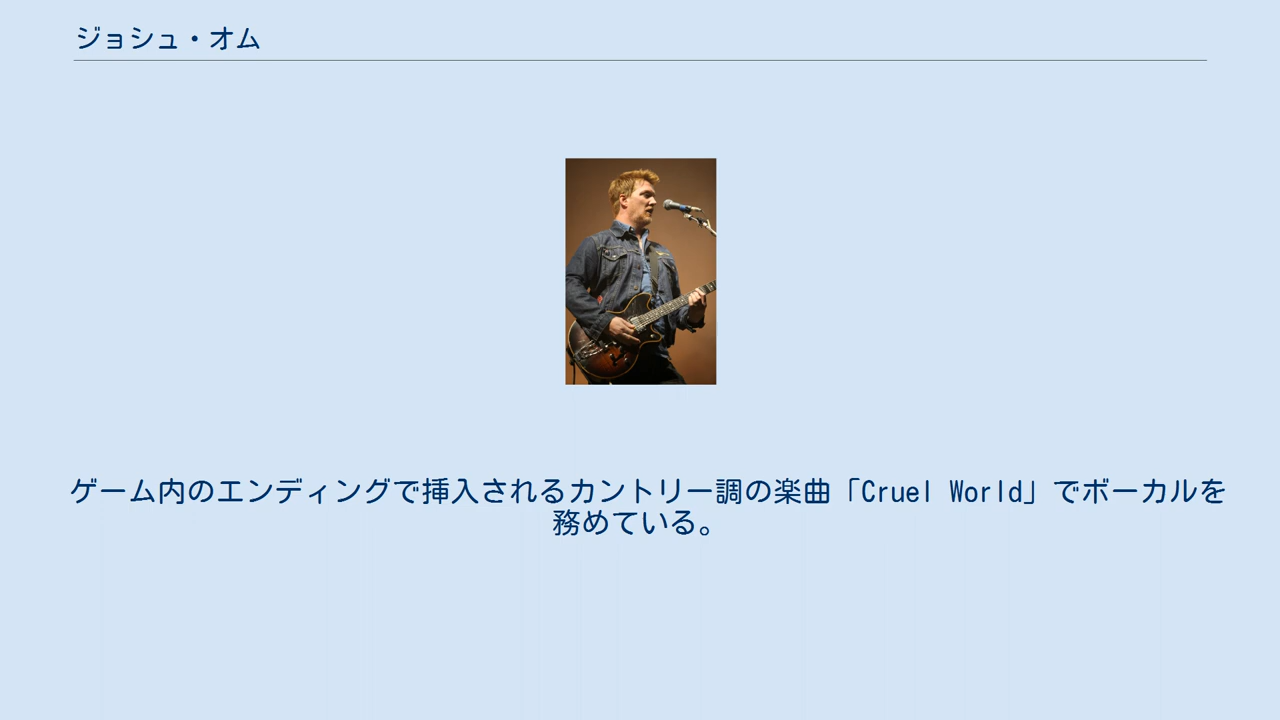 ジョシュ・オム
ゲーム内のエンディングで挿入されるカントリー調の楽曲「Cruel World」でボーカルを
務めている。